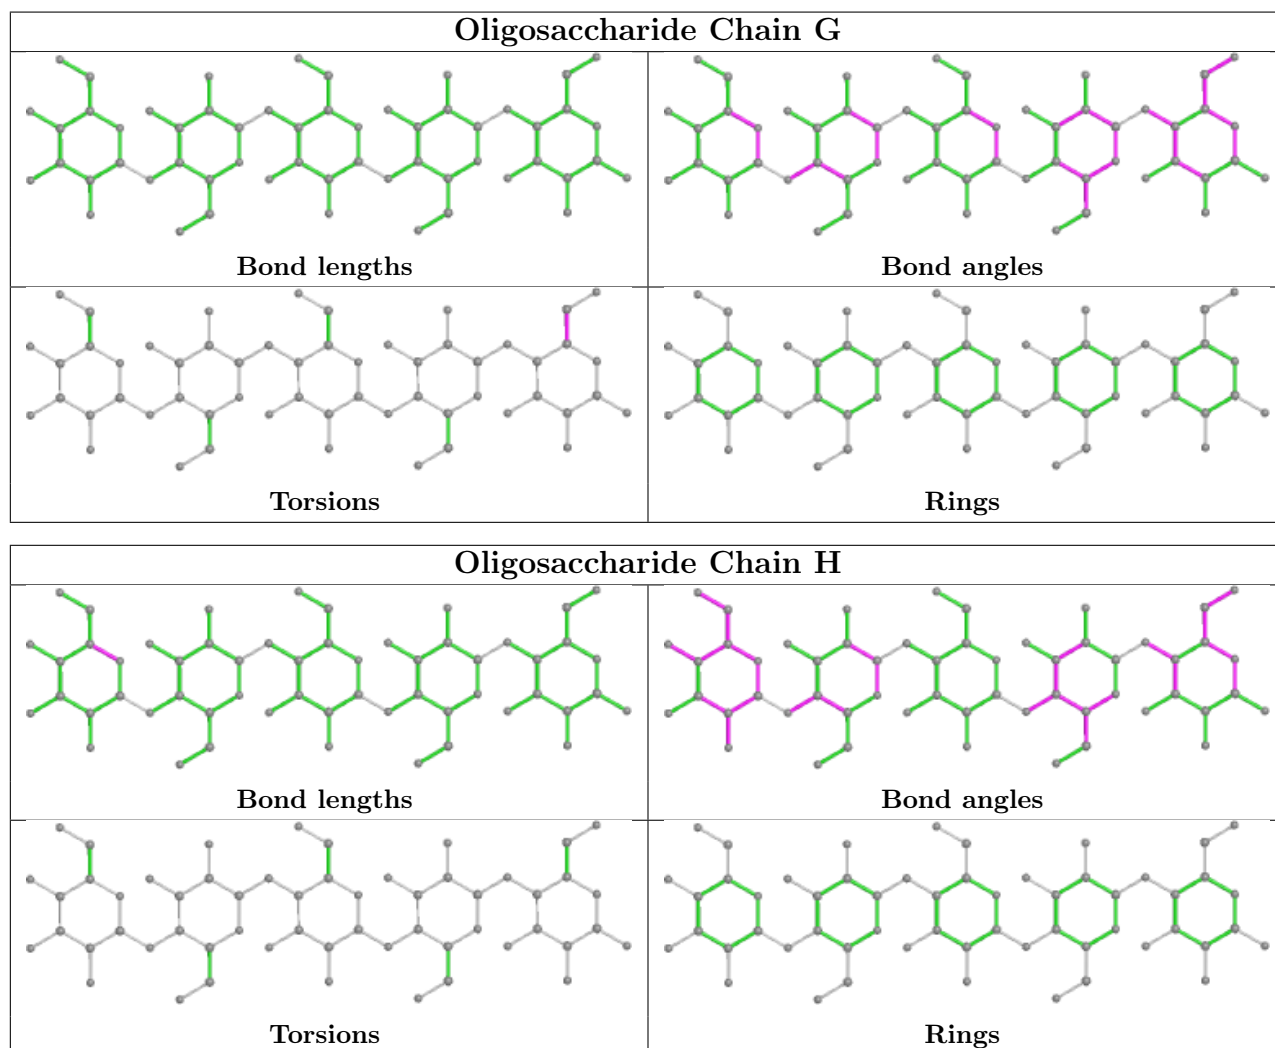 Oligosaccharide Chain G
Bond lengths
Bond angles
Torsions
Rings
Oligosaccharide Chain H
Bond lengths
Bond angles
Torsions
Rings